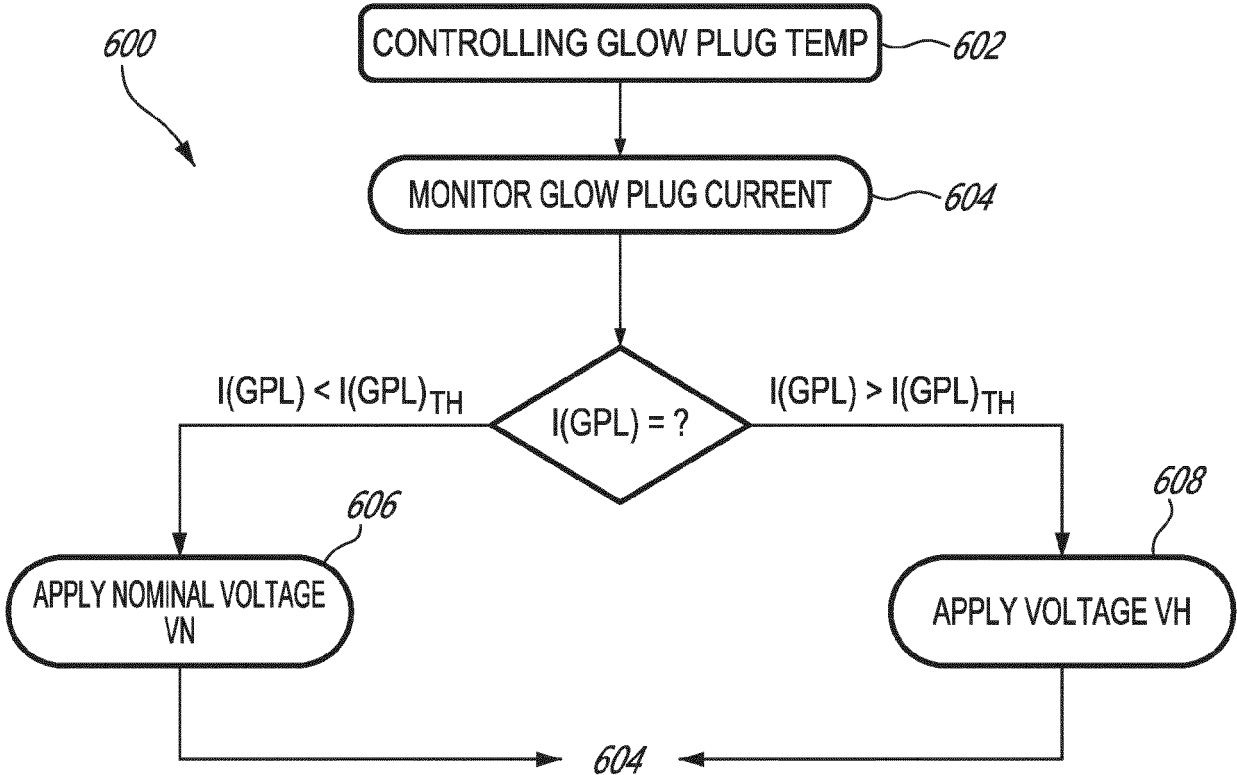 600
CONTROLLING GLOW PLUG TEMP
602
MONITOR GLOW PLUG CURRENT
604
I(GPL) < I(GPL)TH
I(GPL) = ?
I(GPL) > I(GPL)TH
606
608
APPLY NOMINAL VOLTAGE
VN
APPLY VOLTAGE VH
604